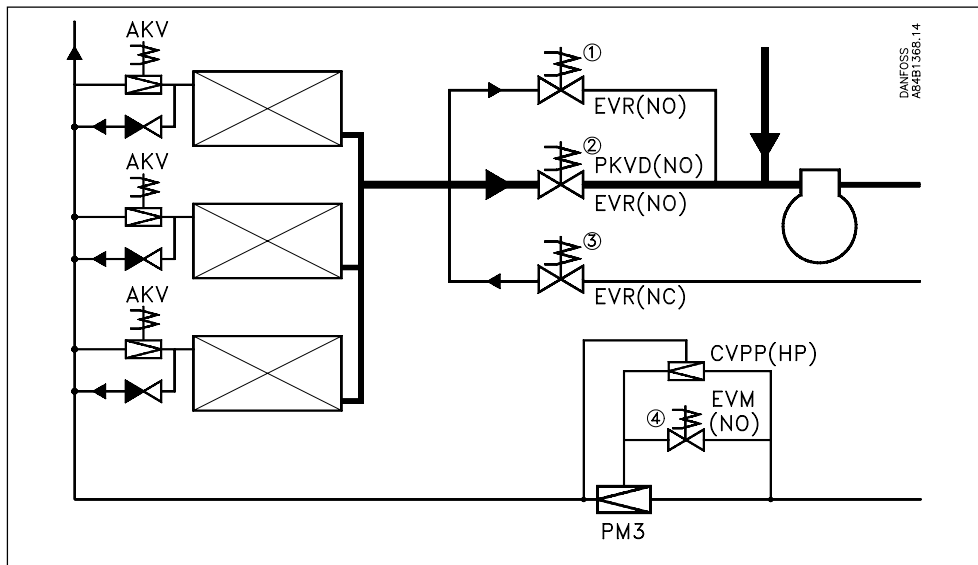 AKV
AKV
AKV
①
EVR(NO)
②
PKVD(NO)
EVR(NO)
③
EVR(NC)
CVPP(HP)
EVM
(NO)
④
PM3
DANFOSS
A84B1368.14